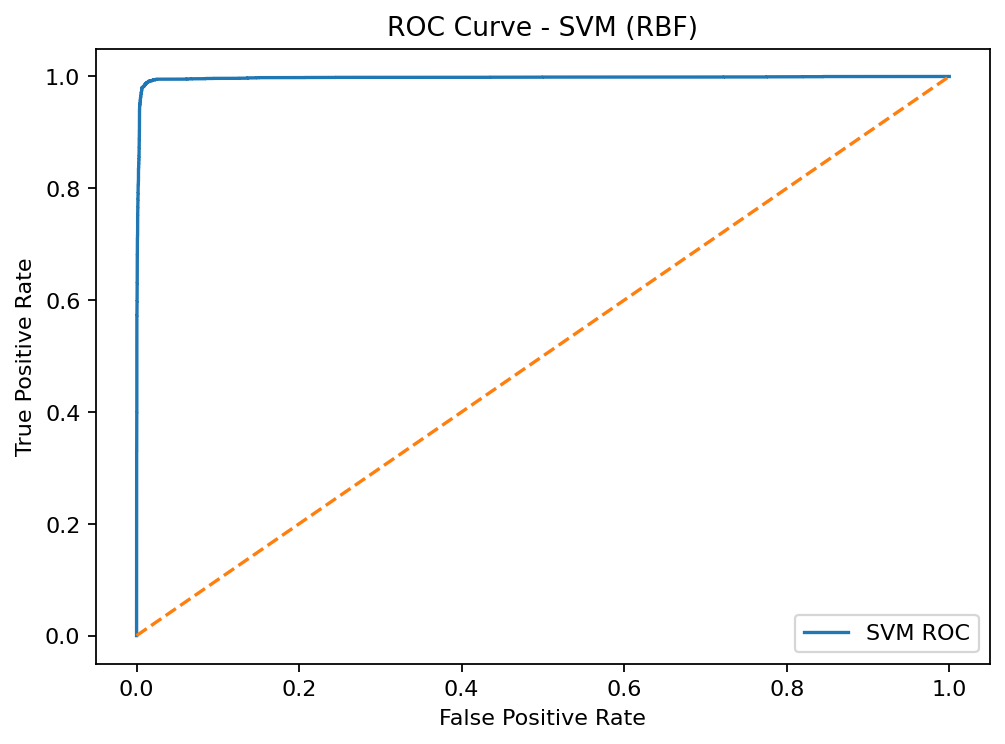 ROC Curve - SVM (RBF)
True Positive Rate
1.0
0.8
0.6
0.4
0.2
0.0
SVM ROC
0.0 0.2 0.4 0.6 0.8 1.0
False Positive Rate